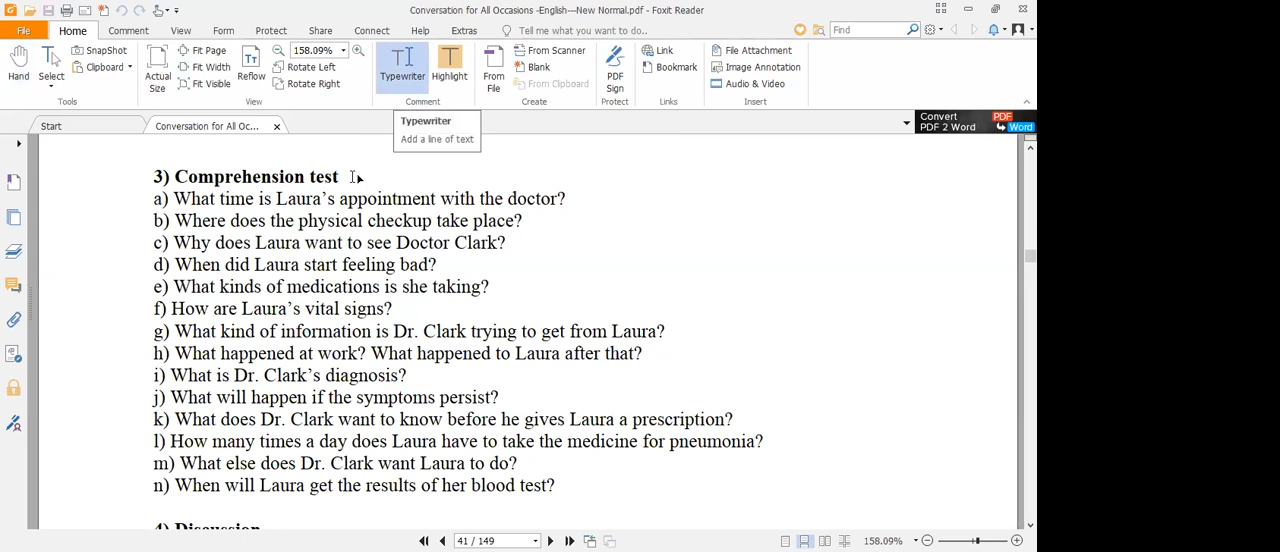 Conversation for All Occasions -English---New Normal.pdf - Foxit Reader
File Home Comment View Form Protect Share Connect Help Extras Tell me what you want to do.. Find
Hand
Select
SnapShot
Clipboard
Actual Size
Fit Page
Fit Width
Fit Visible
Reflow
158.09%
Rotate Left
Rotate Right
Typewriter
Highlight
From File
From Scanner
Blank
From Clipboard
PDF Sign
Link
Bookmark
File Attachment
Image Annotation
Audio & Video
Tools View Comment Create Protect Links Insert
Start Conversation for All Oc...
Convert PDF
PDF 2 Word Word
Typewriter
Add a line of text
3) Comprehension test
a) What time is Laura’s appointment with the doctor?
b) Where does the physical checkup take place?
c) Why does Laura want to see Doctor Clark?
d) When did Laura start feeling bad?
e) What kinds of medications is she taking?
f) How are Laura’s vital signs?
g) What kind of information is Dr. Clark trying to get from Laura?
h) What happened at work? What happened to Laura after that?
i) What is Dr. Clark’s diagnosis?
j) What will happen if the symptoms persist?
k) What does Dr. Clark want to know before he gives Laura a prescription?
l) How many times a day does Laura have to take the medicine for pneumonia?
m) What else does Dr. Clark want Laura to do?
n) When will Laura get the results of her blood test?
4) Discussion
41 / 149
158.09%